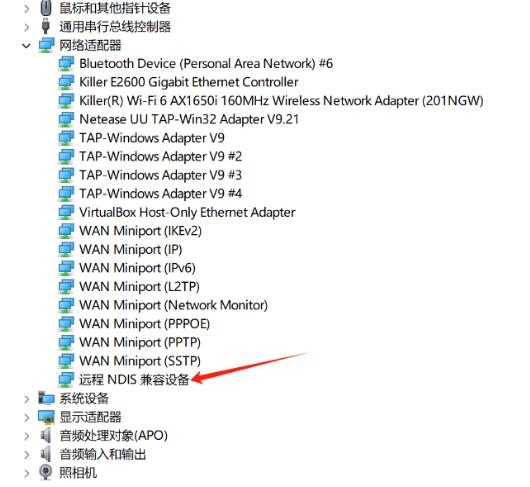 鼠标和其他指针设备
通用串行总线控制器
网络适配器
Bluetooth Device (Personal Area Network) #6
Killer E2600 Gigabit Ethernet Controller
Killer(R) Wi-Fi 6 AX1650i 160MHz Wireless Network Adapter (201NGW)
Netease UU TAP-Win32 Adapter V9.21
TAP-Windows Adapter V9
TAP-Windows Adapter V9 #2
TAP-Windows Adapter V9 #3
TAP-Windows Adapter V9 #4
VirtualBox Host-Only Ethernet Adapter
WAN Miniport (IKEv2)
WAN Miniport (IP)
WAN Miniport (IPv6)
WAN Miniport (L2TP)
WAN Miniport (Network Monitor)
WAN Miniport (PPPOE)
WAN Miniport (PPTP)
WAN Miniport (SSTP)
远程 NDIS 兼容设备
系统设备
显示适配器
音频处理对象(APO)
音频输入和输出
照相机